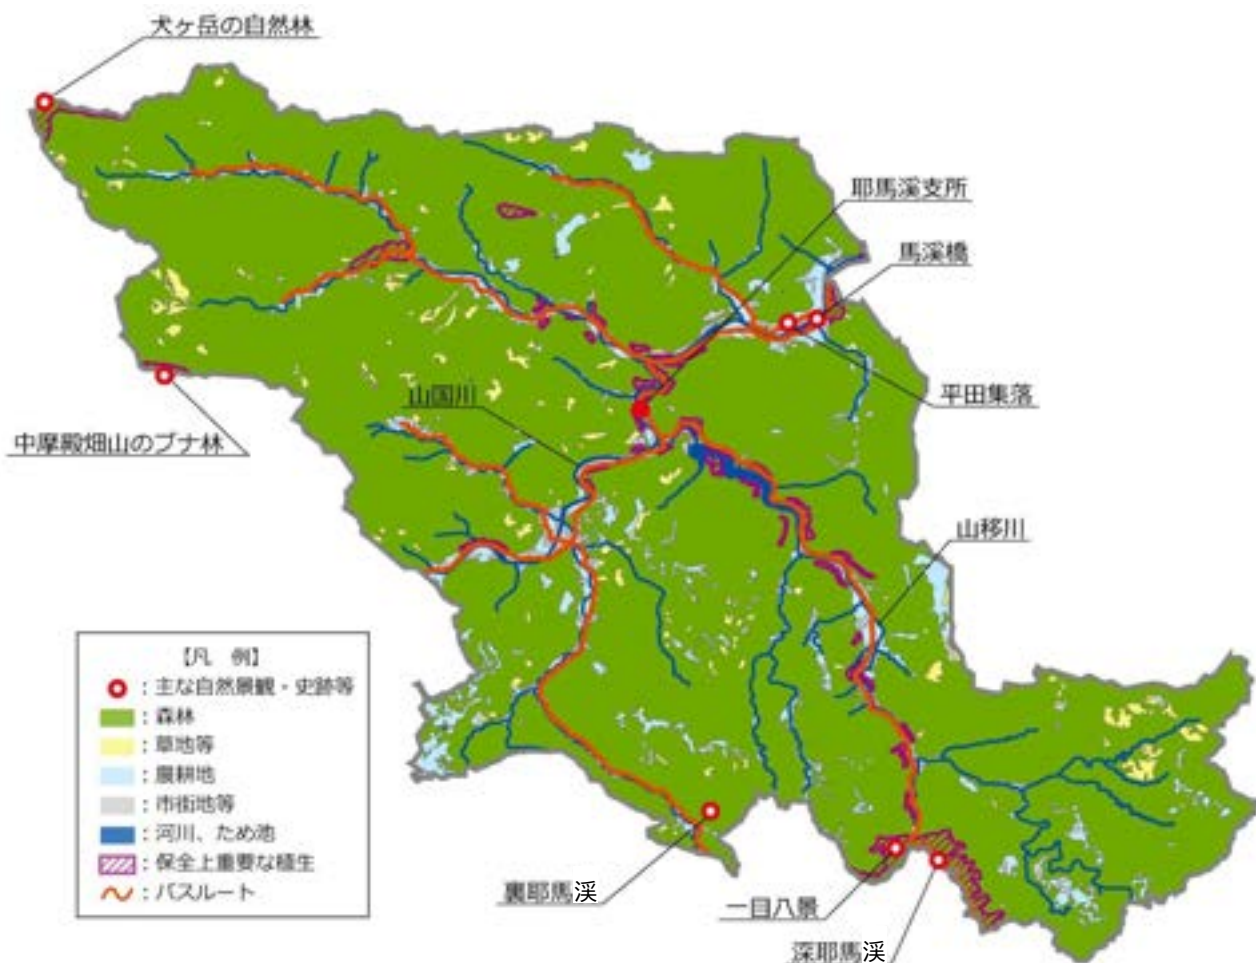 犬ヶ岳の自然林
耶馬溪支所
馬溪橋
平田集落
山国川
中摩殿畑山のブナ林
山移川
【凡 例】
：主な自然景観・史跡等
：森林
：草地等
：農耕地
：市街地等
：河川、ため池
：保全上重要な植生
：バスルート
裏耶馬渓
一目八景
深耶馬渓